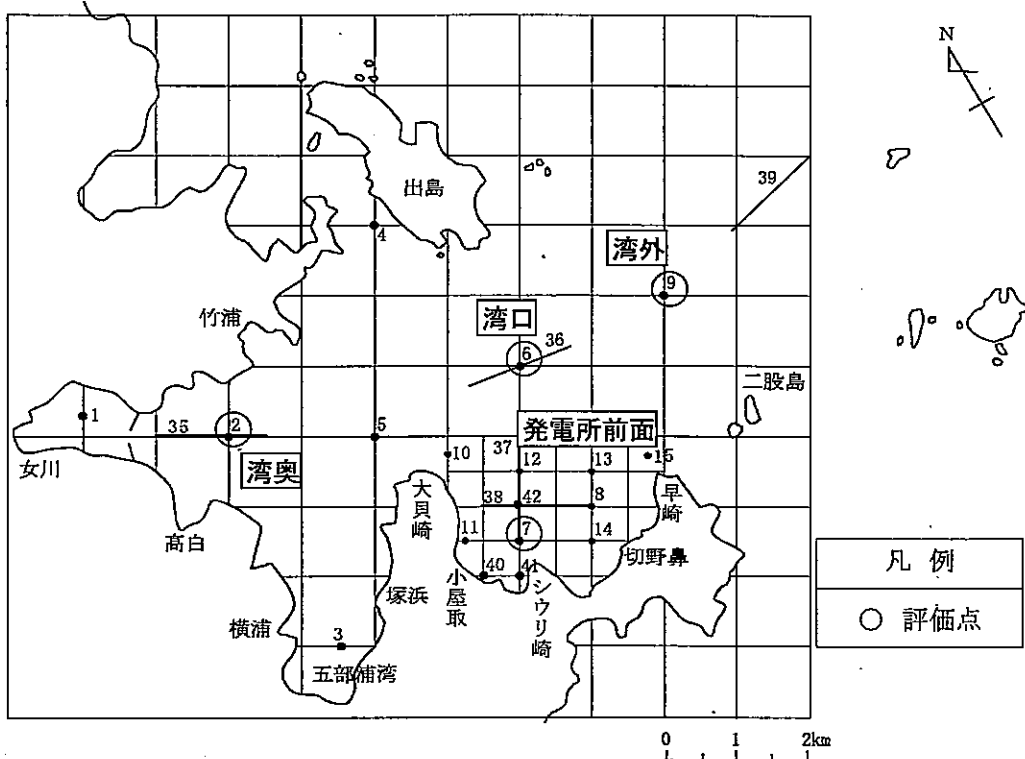 N
39
出島
4
湾外
9
竹浦
湾口
36
6
二股島
1
35
2
5
発電所前面
37
10
12
13
15
女川
湾奥
大貝崎
38
42
8
早崎
高白
11
7
14
切野鼻
凡 例
○ 評価点
40
41
小屋取
シウリ崎
塚浜
横浦
3
五部浦湾
0 1 2km